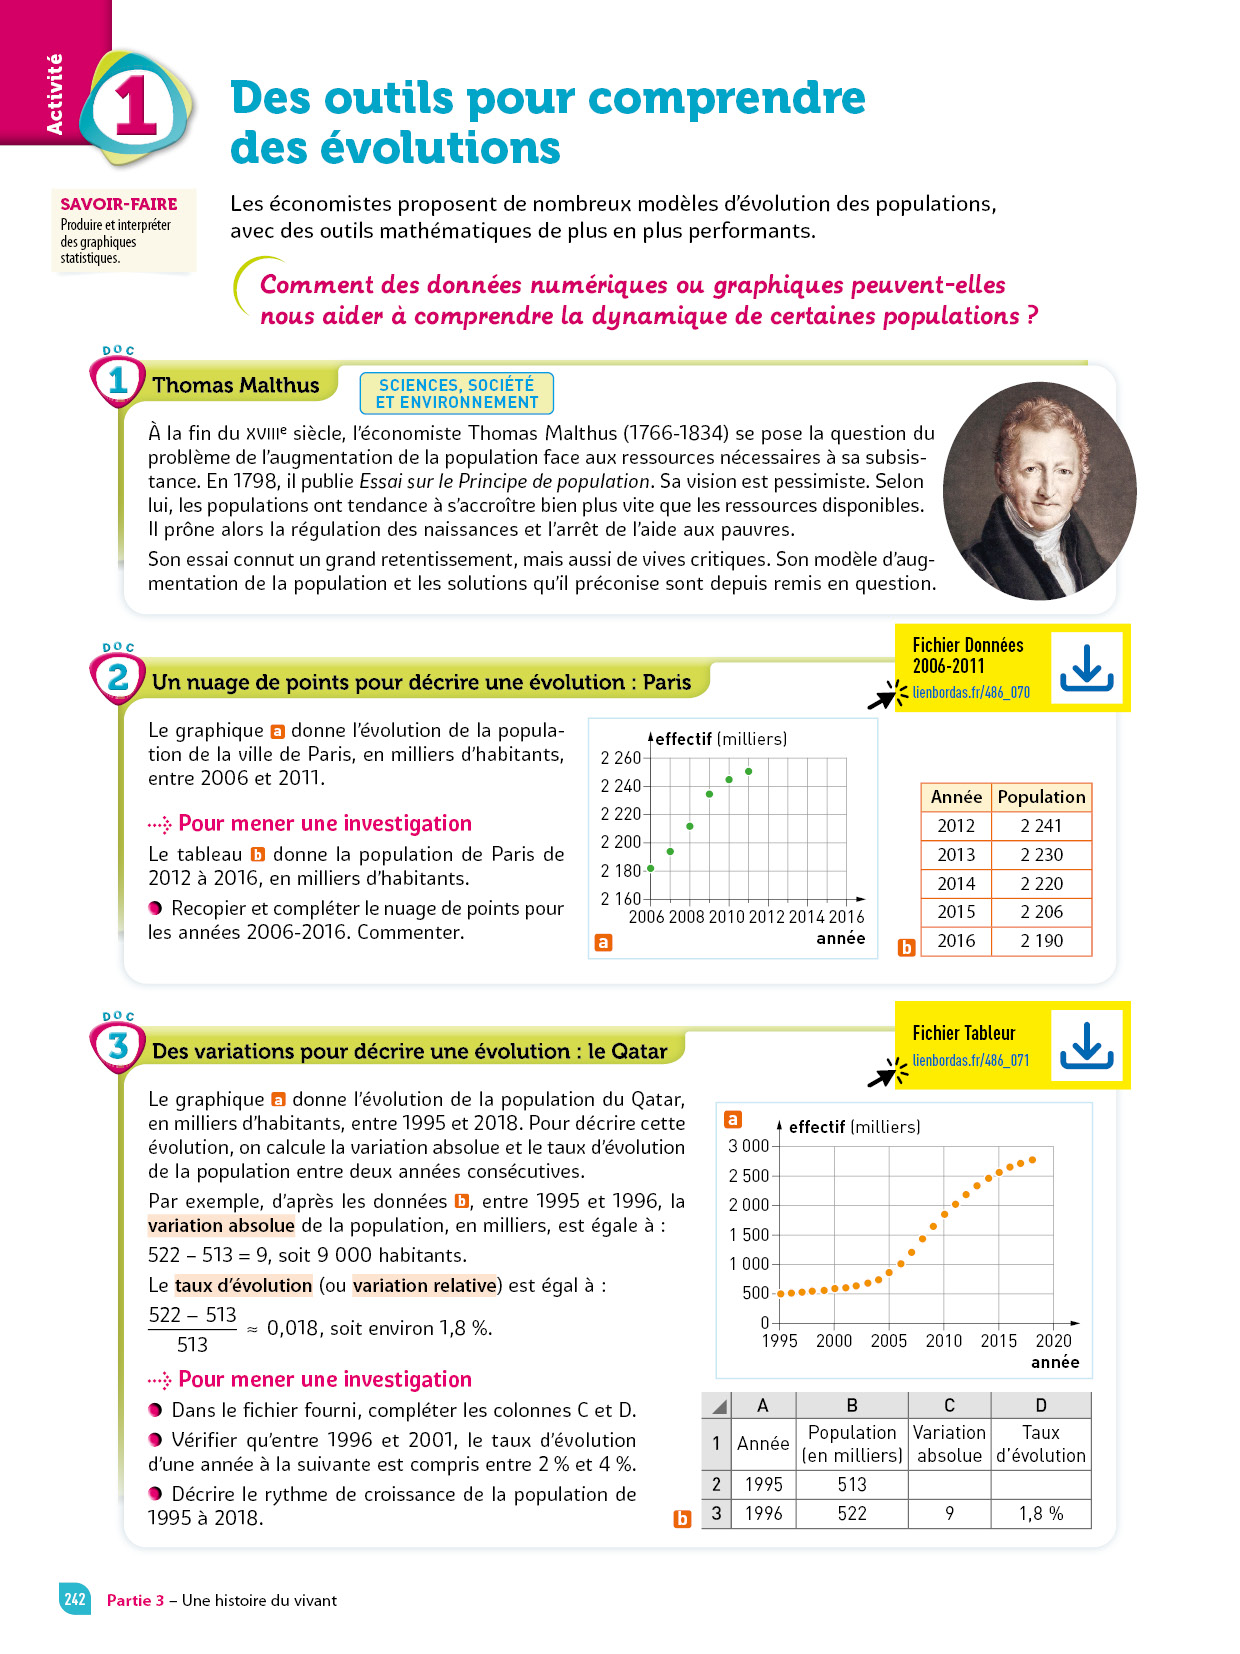 Activité
1
Des outils pour comprendre
des évolutions
SAVOIR-FAIRE
Produire et interpréter
des graphiques
statistiques.
Les économistes proposent de nombreux modèles d'évolution des populations,
avec des outils mathématiques de plus en plus performants.
Comment des données numériques ou graphiques peuvent-elles
nous aider à comprendre la dynamique de certaines populations ?
DOC
1
Thomas Malthus
SCIENCES, SOCIÉTÉ
ET ENVIRONNEMENT
À la fin du XVIIIe siècle, l'économiste Thomas Malthus (1766-1834) se pose la question du
problème de l'augmentation de la population face aux ressources nécessaires à sa subsis-
tance. En 1798, il publie Essai sur le Principe de population. Sa vision est pessimiste. Selon
lui, les populations ont tendance à s'accroître bien plus vite que les ressources disponibles.
Il prône alors la régulation des naissances et l'arrêt de l'aide aux pauvres.
Son essai connut un grand retentissement, mais aussi de vives critiques. Son modèle d'aug-
mentation de la population et les solutions qu'il préconise sont depuis remis en question.
DOC
2
Un nuage de points pour décrire une évolution : Paris
Fichier Données
2006-2011
lienbordas.fr/486_070
Le graphique a donne l'évolution de la popula-
tion de la ville de Paris, en milliers d'habitants,
entre 2006 et 2011.
Pour mener une investigation
Le tableau b donne la population de Paris de
2012 à 2016, en milliers d'habitants.
Recopier et compléter le nuage de points pour
les années 2006-2016. Commenter.
effectif (milliers)
2 260
2 240
2 220
2 200
2 180
2 160
2006 2008 2010 2012 2014 2016
année
a
Année Population
2012 2 241
2013 2 230
2014 2 220
2015 2 206
2016 2 190
b
DOC
3
Des variations pour décrire une évolution : le Qatar
Fichier Tableur
lienbordas.fr/486_071
Le graphique a donne l'évolution de la population du Qatar,
en milliers d'habitants, entre 1995 et 2018. Pour décrire cette
évolution, on calcule la variation absolue et le taux d'évolution
de la population entre deux années consécutives.
Par exemple, d'après les données b, entre 1995 et 1996, la
variation absolue de la population, en milliers, est égale à :
522 – 513 = 9, soit 9 000 habitants.
Le taux d'évolution (ou variation relative) est égal à :
522 – 513
513
≈ 0,018, soit environ 1,8 %.
Pour mener une investigation
Dans le fichier fourni, compléter les colonnes C et D.
Vérifier qu'entre 1996 et 2001, le taux d'évolution
d'une année à la suivante est compris entre 2 % et 4 %.
Décrire le rythme de croissance de la population de
1995 à 2018.
a
effectif (milliers)
3 000
2 500
2 000
1 500
1 000
500
0
1995 2000 2005 2010 2015 2020
année
A B C D
1 Année Population (en milliers) Variation absolue Taux d'évolution
2 1995 513
3 1996 522 9 1,8 %
b
242
Partie 3 – Une histoire du vivant